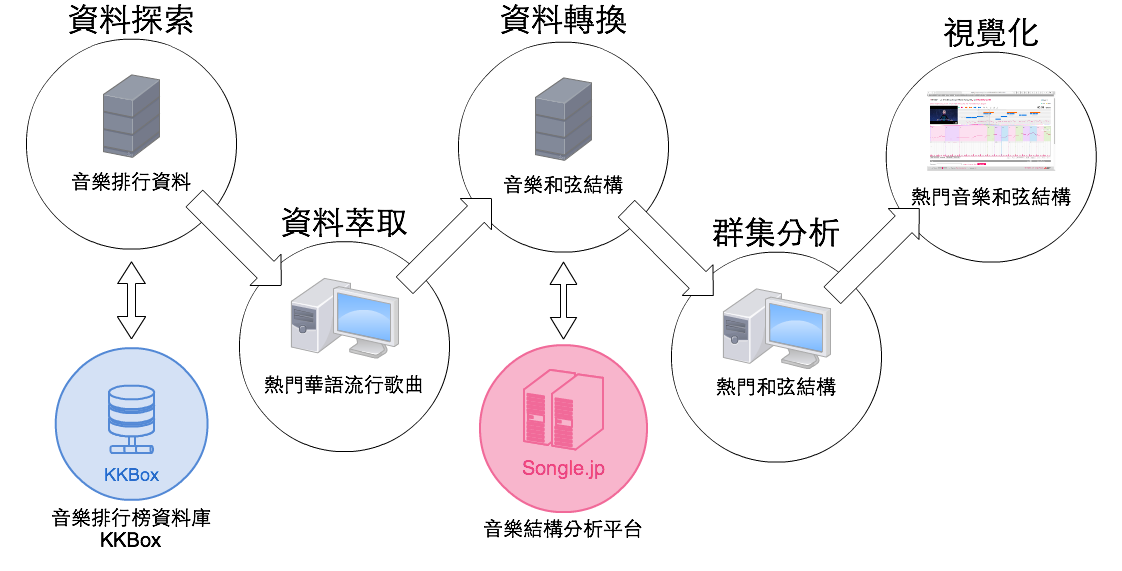 資料探索
音樂排行資料
KKBox
音樂排行榜資料庫
KKBox
資料萃取
熱門華語流行歌曲
資料轉換
音樂和弦結構
Songle.jp
音樂結構分析平台
群集分析
熱門和弦結構
視覺化
熱門音樂和弦結構